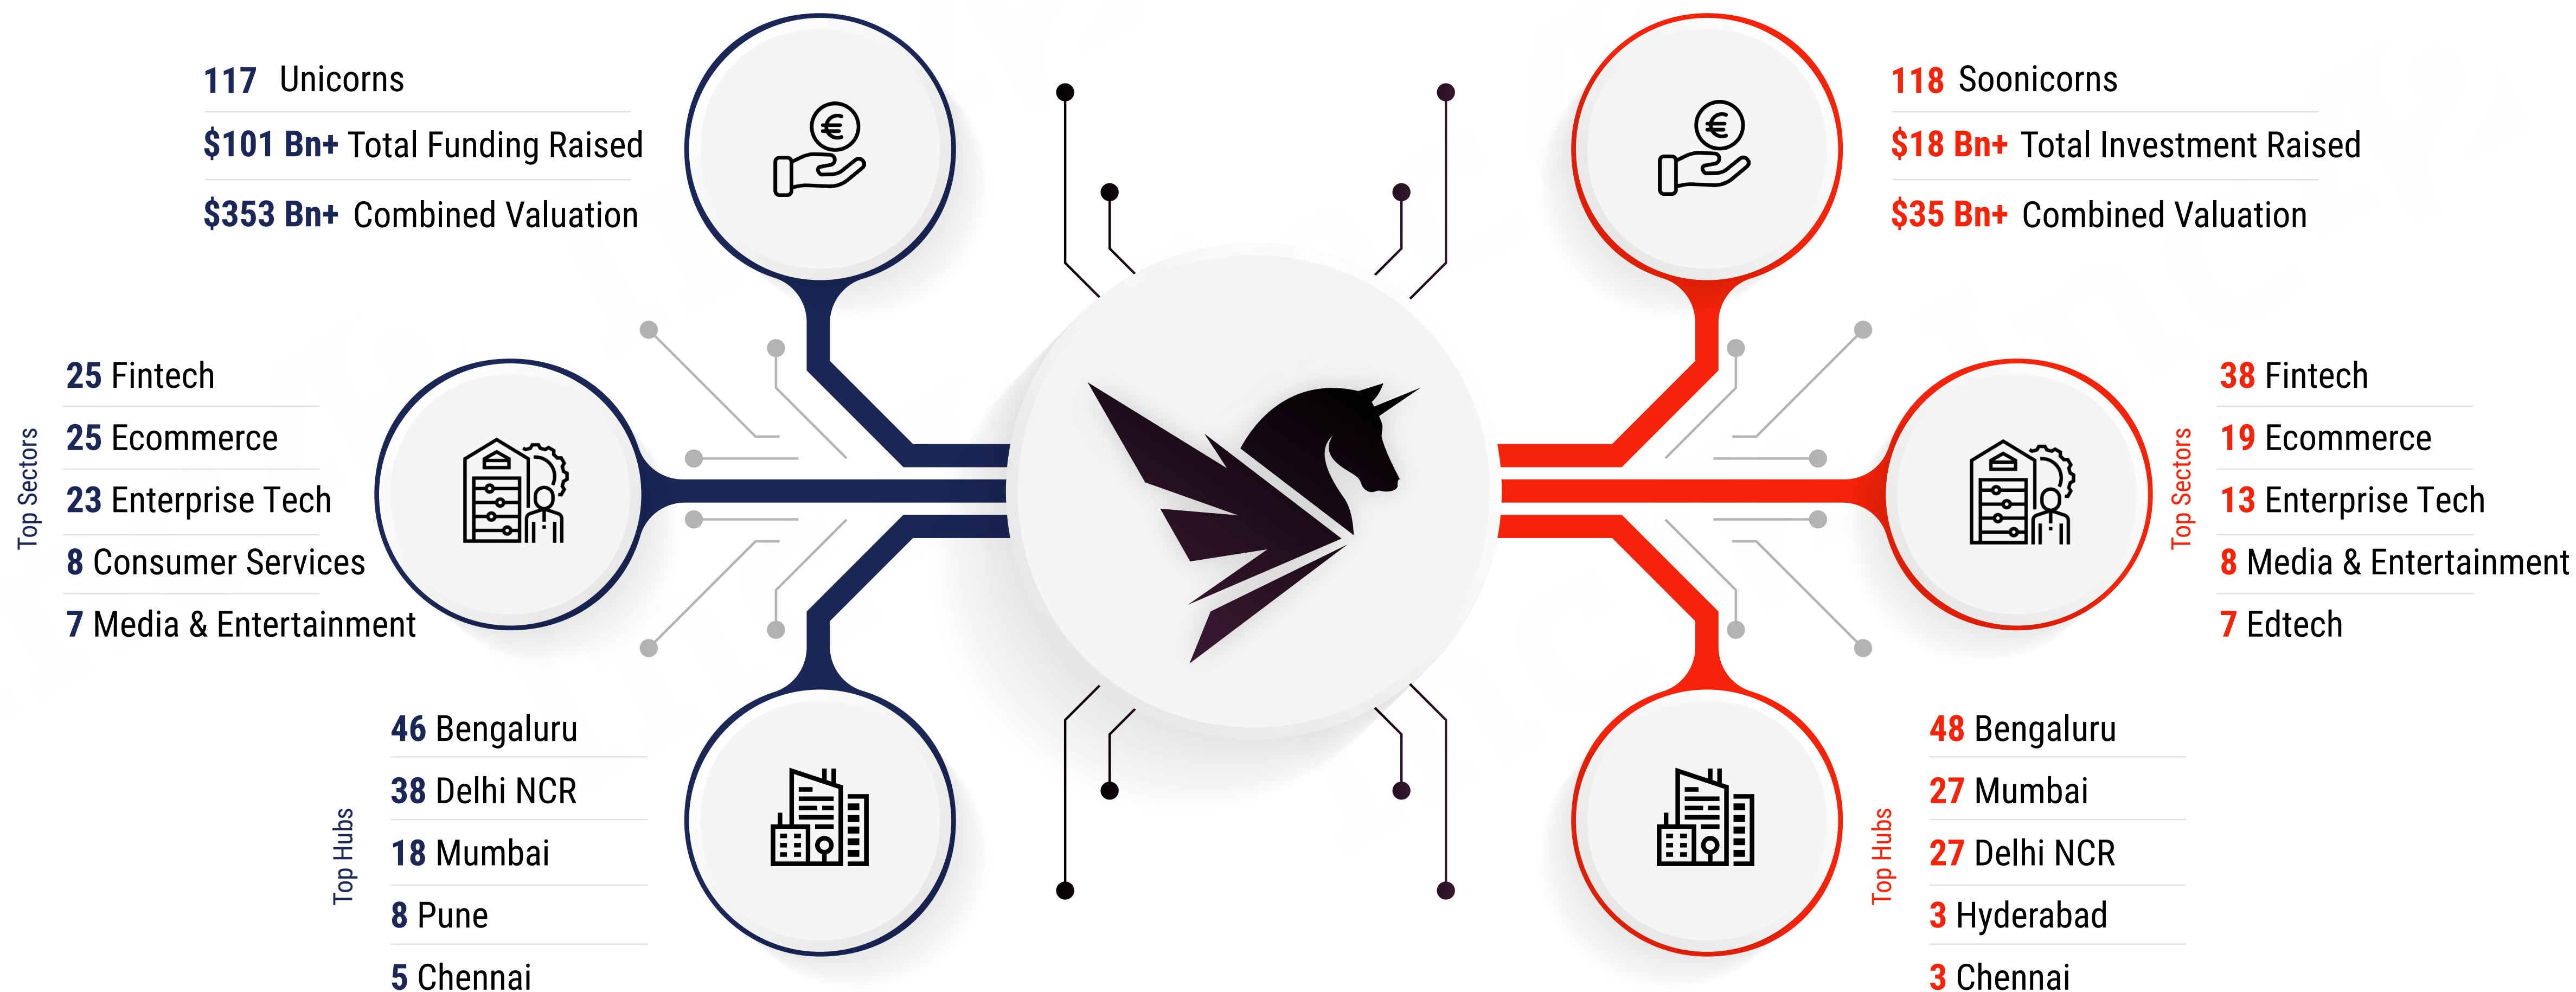 117 Unicorns
$101 Bn+ Total Funding Raised
$353 Bn+ Combined Valuation
Top Sectors
25 Fintech
25 Ecommerce
23 Enterprise Tech
8 Consumer Services
7 Media & Entertainment
Top Hubs
46 Bengaluru
38 Delhi NCR
18 Mumbai
8 Pune
5 Chennai
118 Soonicorns
$18 Bn+ Total Investment Raised
$35 Bn+ Combined Valuation
Top Sectors
38 Fintech
19 Ecommerce
13 Enterprise Tech
8 Media & Entertainment
7 Edtech
Top Hubs
48 Bengaluru
27 Mumbai
27 Delhi NCR
3 Hyderabad
3 Chennai